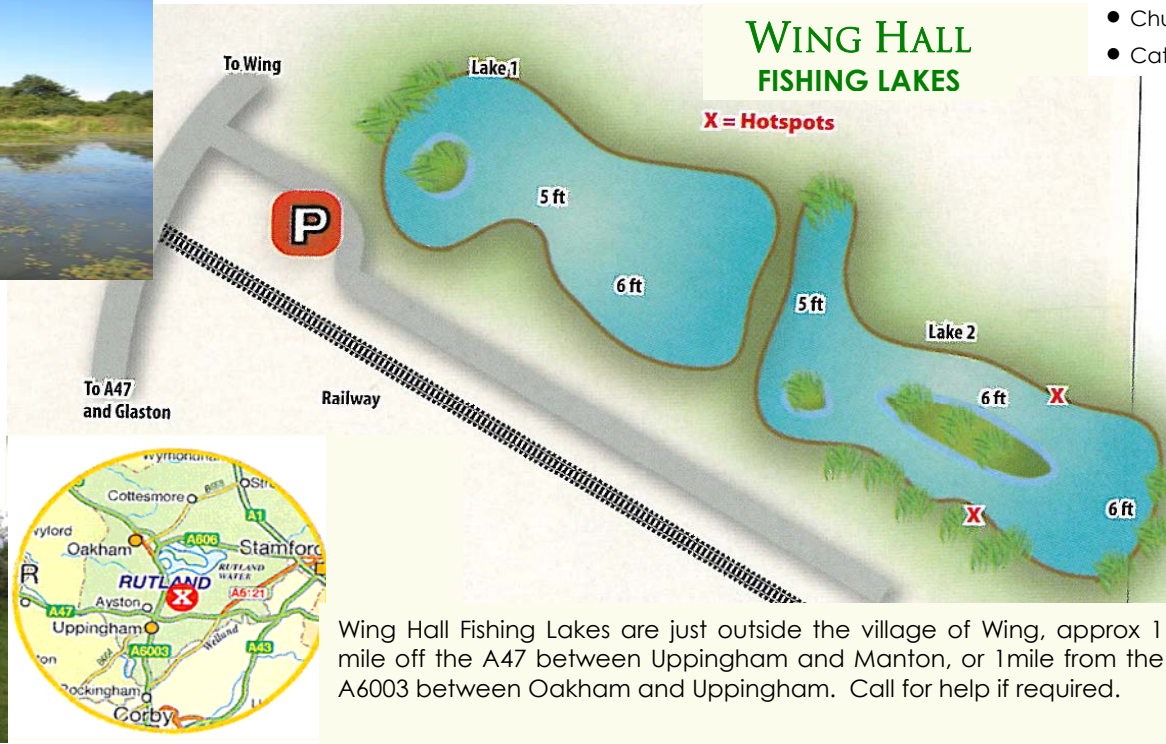 WING HALL
FISHING LAKES
X = Hotspots
To Wing
Lake 1
P
5 ft
6 ft
5 ft
Lake 2
6 ft
X
X
6 ft
To A47
and Glaston
Railway
Cottesmore
A1
Oakham
A606
Stamford
RUTLAND
WATER
RUTLAND
X
A6121
Ayston
A47
Uppingham
Welland
A6003
A43
Rockingham
Corby
Wing Hall Fishing Lakes are just outside the village of Wing, approx 1
mile off the A47 between Uppingham and Manton, or 1mile from the
A6003 between Oakham and Uppingham. Call for help if required.